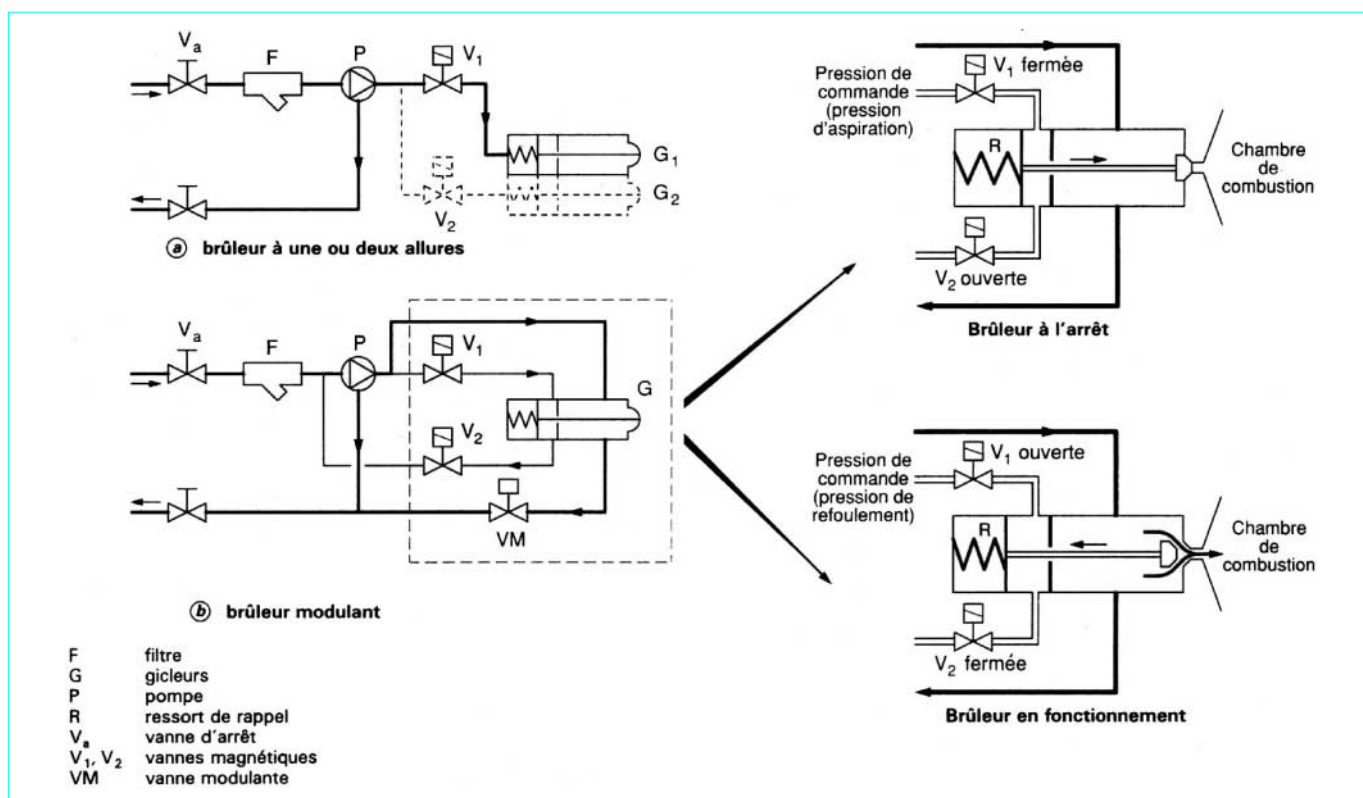 Va
F
P
V1
G1
G2
V2
a brûleur à une ou deux allures
Va
F
P
V1
G
V2
VM
b brûleur modulant
F filtre
G gicleurs
P pompe
R ressort de rappel
Va vanne d'arrêt
V1, V2 vannes magnétiques
VM vanne modulante
Pression de
commande
(pression
d'aspiration)
V1 fermée
R
Chambre
de
combustion
V2 ouverte
Brûleur à l'arrêt
Pression de
commande
(pression de
refoulement)
V1 ouverte
R
Chambre
de
combustion
V2 fermée
Brûleur en fonctionnement